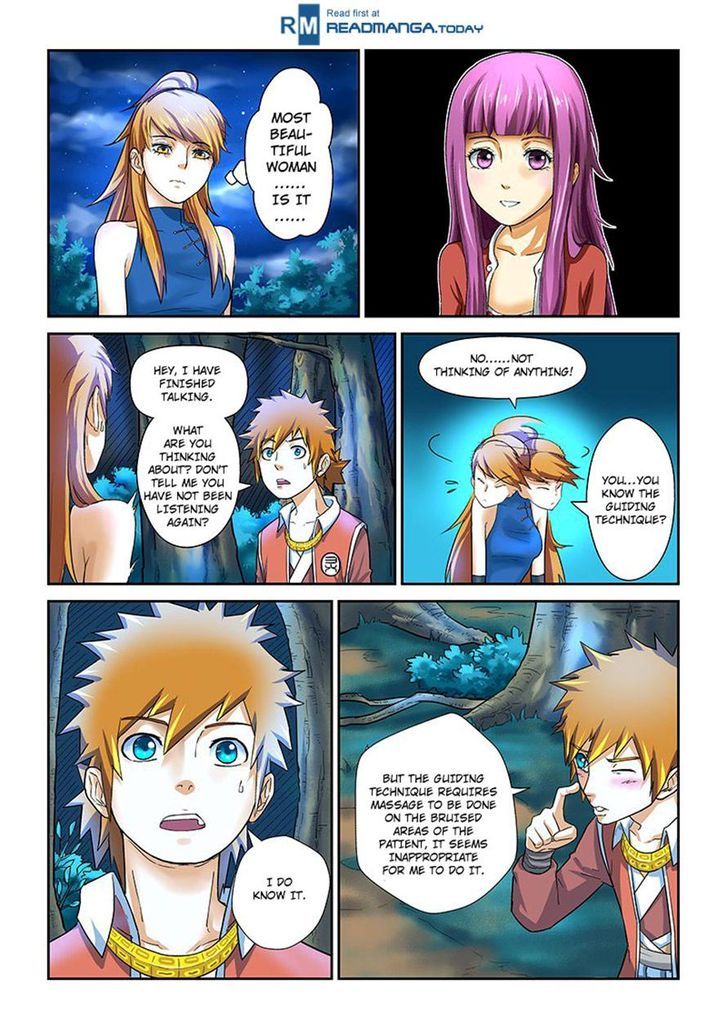 Read first at
RM READMANGA.TODAY
MOST
BEAU-
TIFUL
WOMAN
......
IS IT
......
HEY, I HAVE
FINISHED
TALKING.
WHAT
ARE YOU
THINKING
ABOUT? DON'T
TELL ME YOU
HAVE NOT BEEN
LISTENING
AGAIN?
NO......NOT
THINKING OF ANYTHING!
YOU...YOU
KNOW THE
GUIDING
TECHNIQUE?
I DO
KNOW IT.
BUT THE GUIDING
TECHNIQUE REQUIRES
MASSAGE TO BE DONE
ON THE BRUISED
AREAS OF THE
PATIENT, IT SEEMS
INAPPROPRIATE
FOR ME TO DO IT.